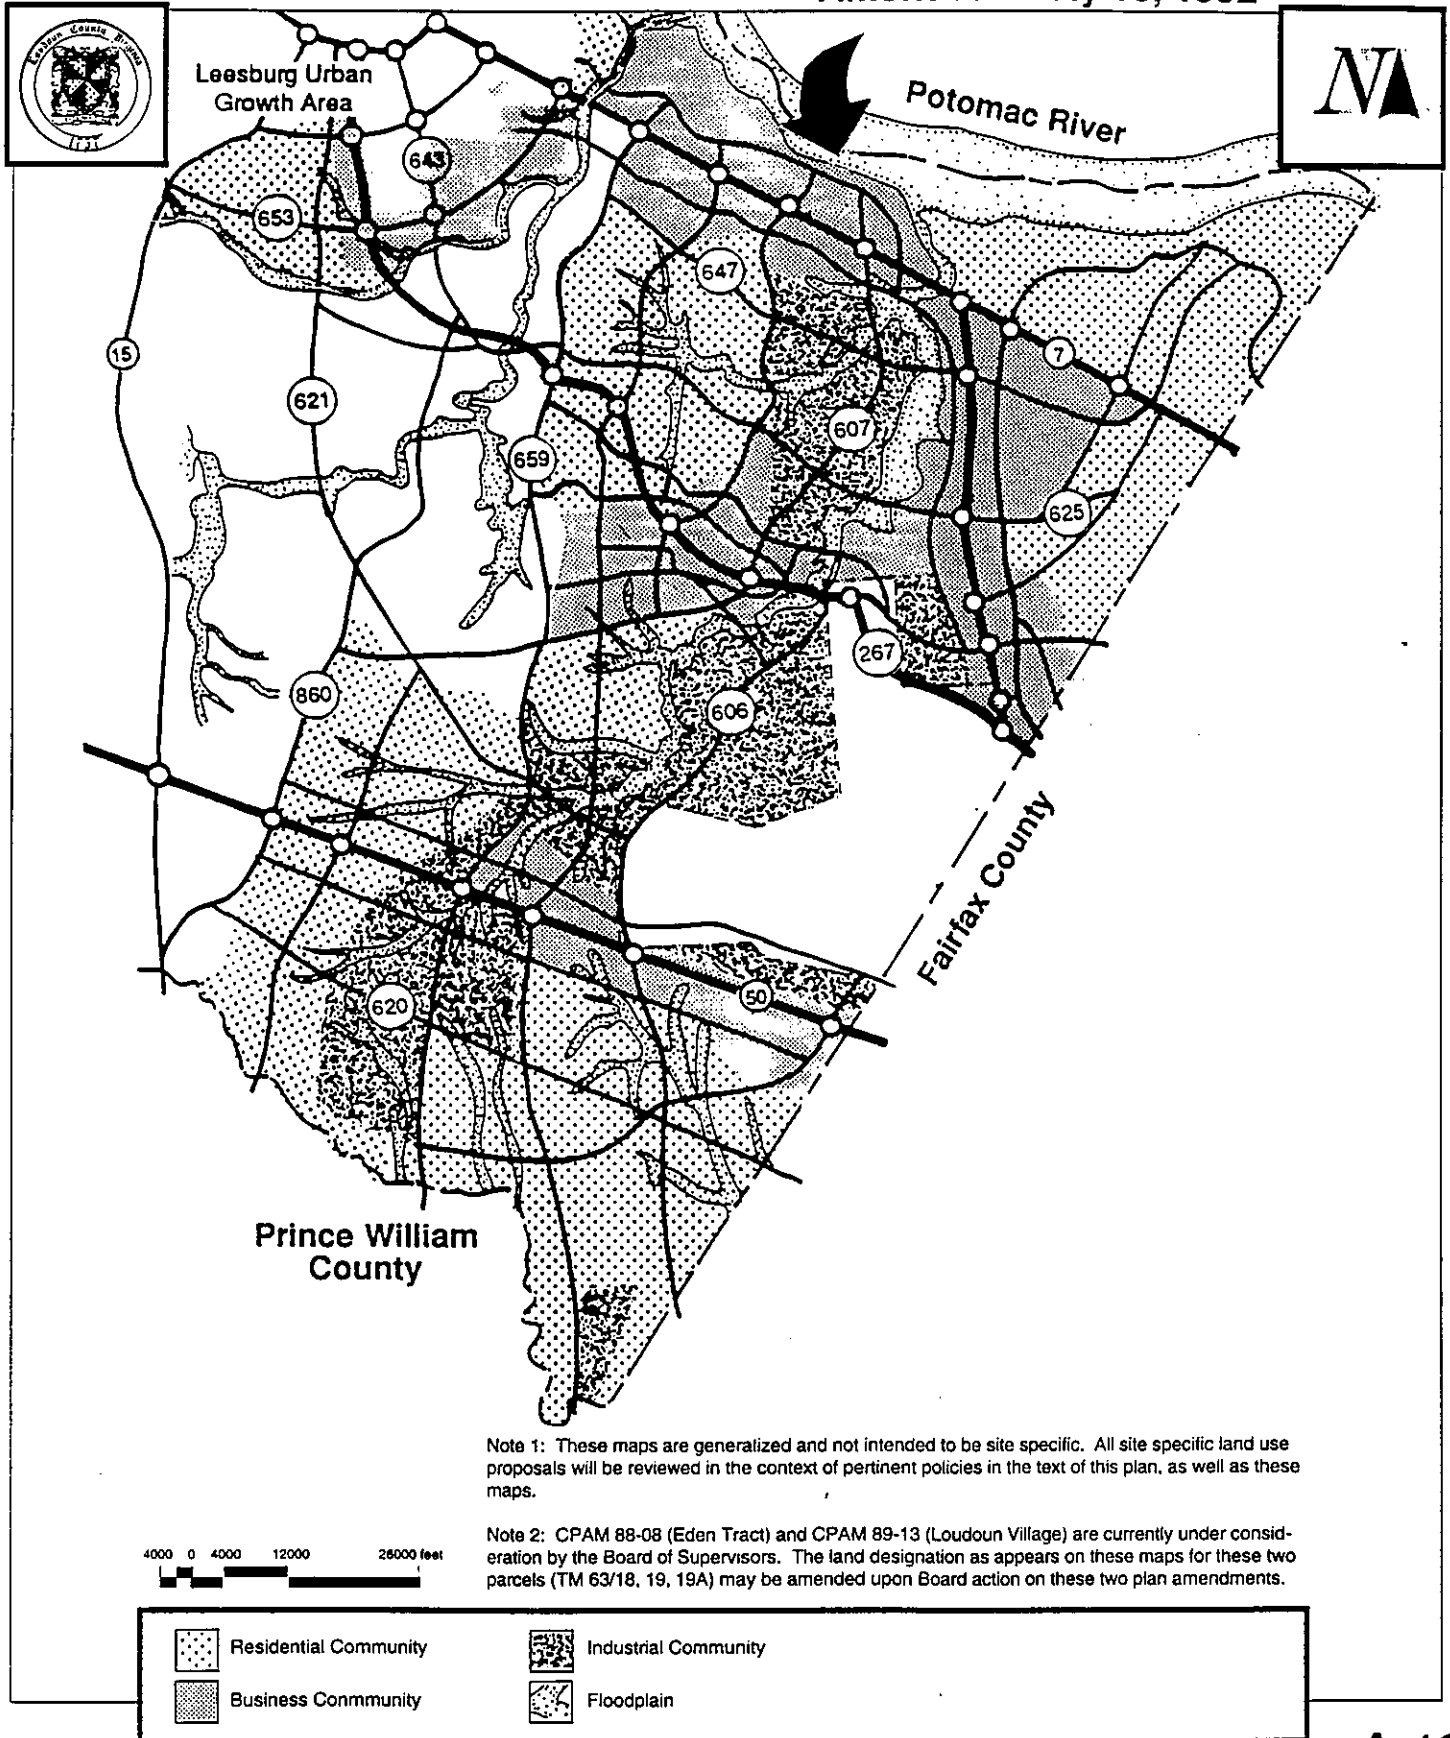 Loudoun County Virginia
Leesburg Urban
Growth Area
Potomac River
643
653
647
15
7
621
607
659
625
267
860
606
Fairfax County
50
620
Prince William
County
Note 1: These maps are generalized and not intended to be site specific. All site specific land use
proposals will be reviewed in the context of pertinent policies in the text of this plan, as well as these
maps.
Note 2: CPAM 88-08 (Eden Tract) and CPAM 89-13 (Loudoun Village) are currently under consid-
eration by the Board of Supervisors. The land designation as appears on these maps for these two
parcels (TM 63/18, 19, 19A) may be amended upon Board action on these two plan amendments.
4000 0 4000 12000 26000 feet
Residential Community
Industrial Community
Business Conmmunity
Floodplain